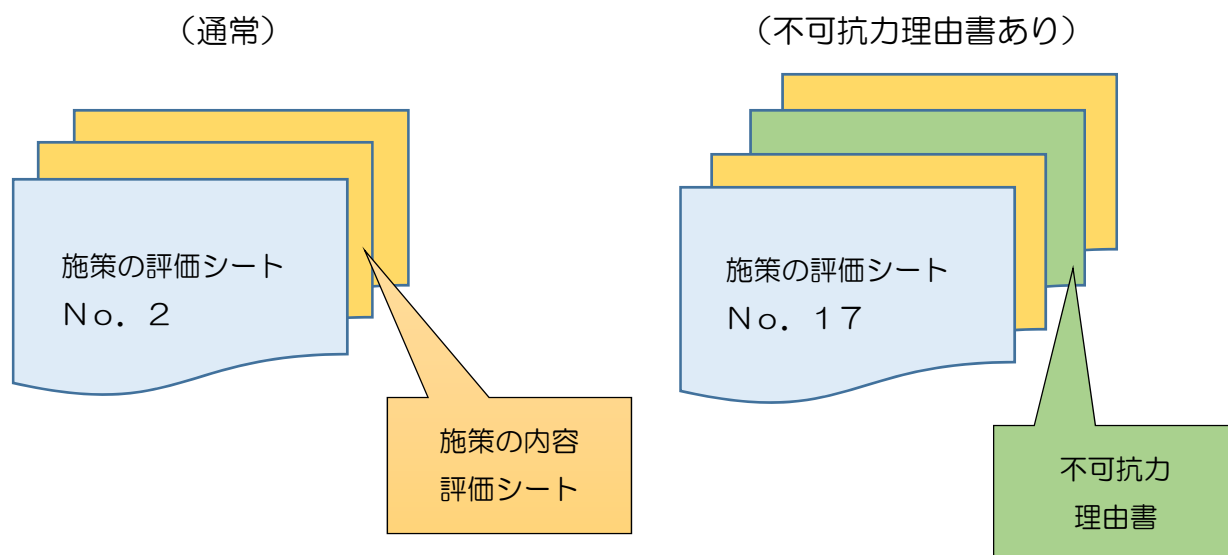 （通常）
（不可抗力理由書あり）
施策の評価シート
Ｎｏ．２
施策の評価シート
Ｎｏ．１７
施策の内容
評価シート
不可抗力
理由書